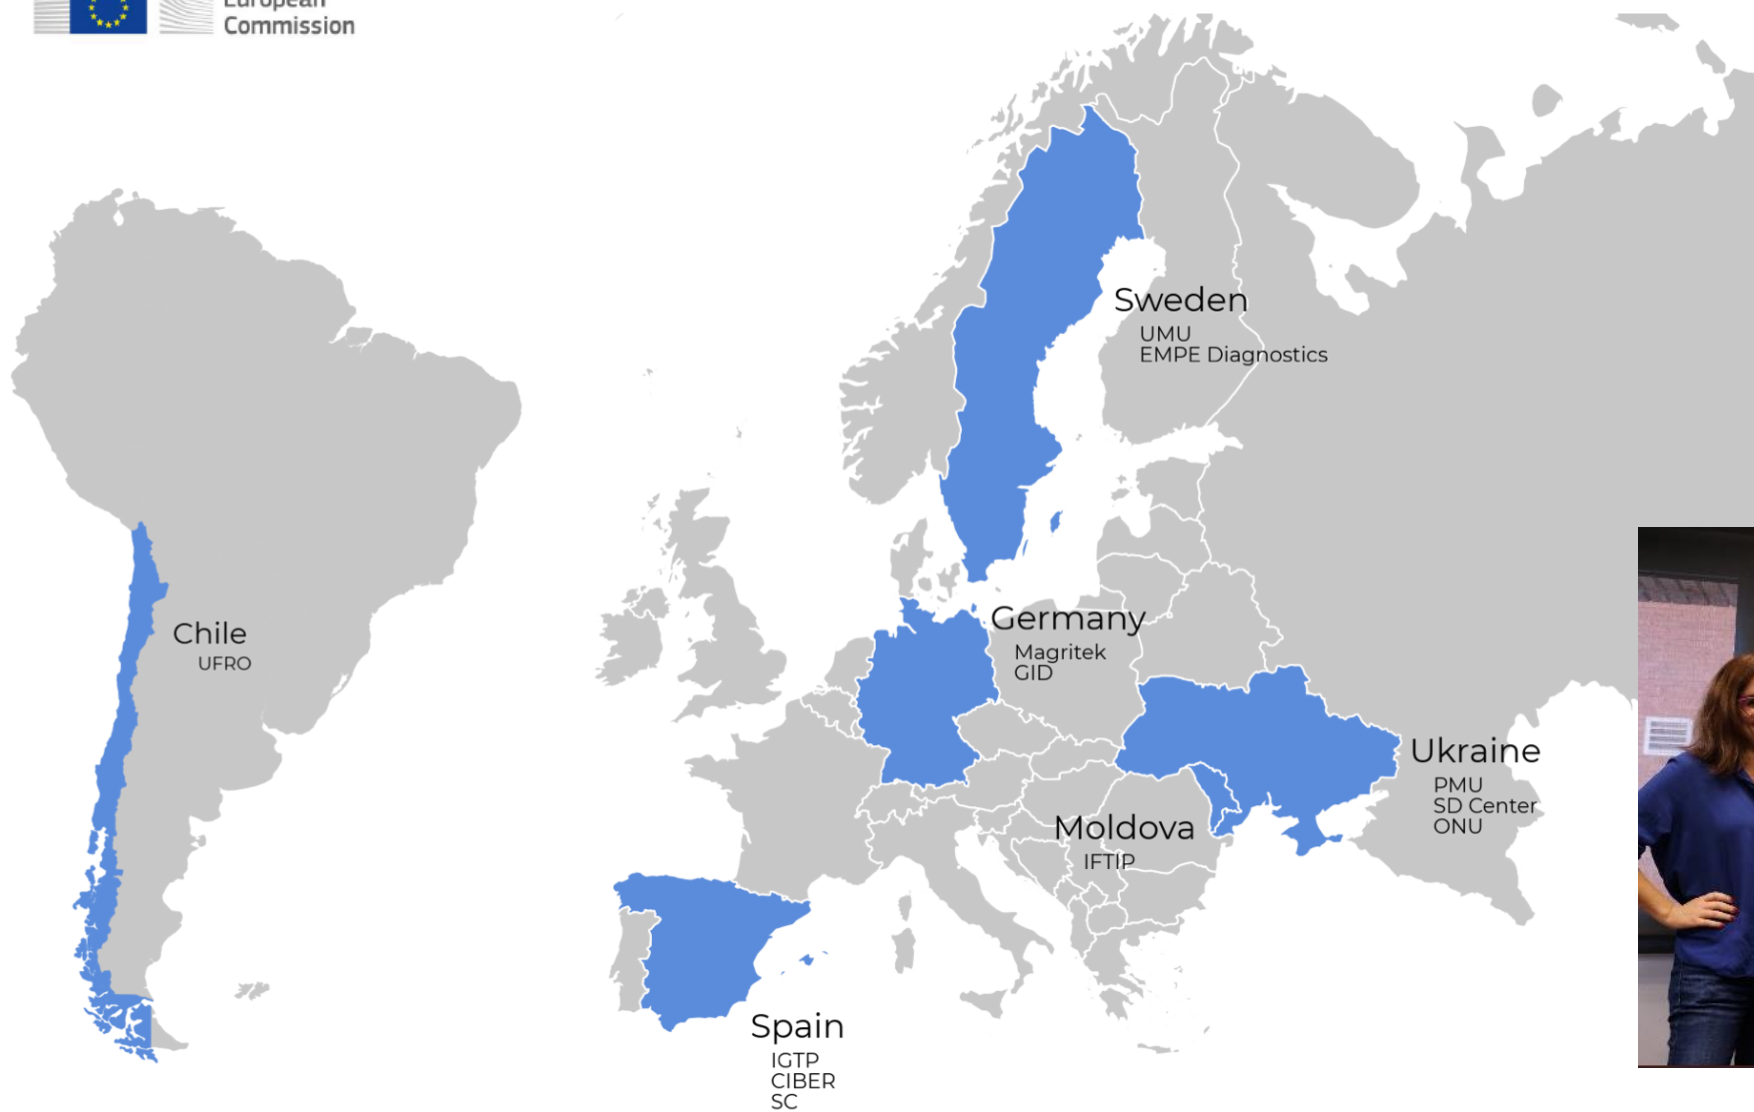 European
Commission
Sweden
UMU
EMPE Diagnostics
Chile
UFRO
Germany
Magritek
GID
Ukraine
PMU
SD Center
ONU
Moldova
IFTIP
Spain
IGTP
CIBER
SC